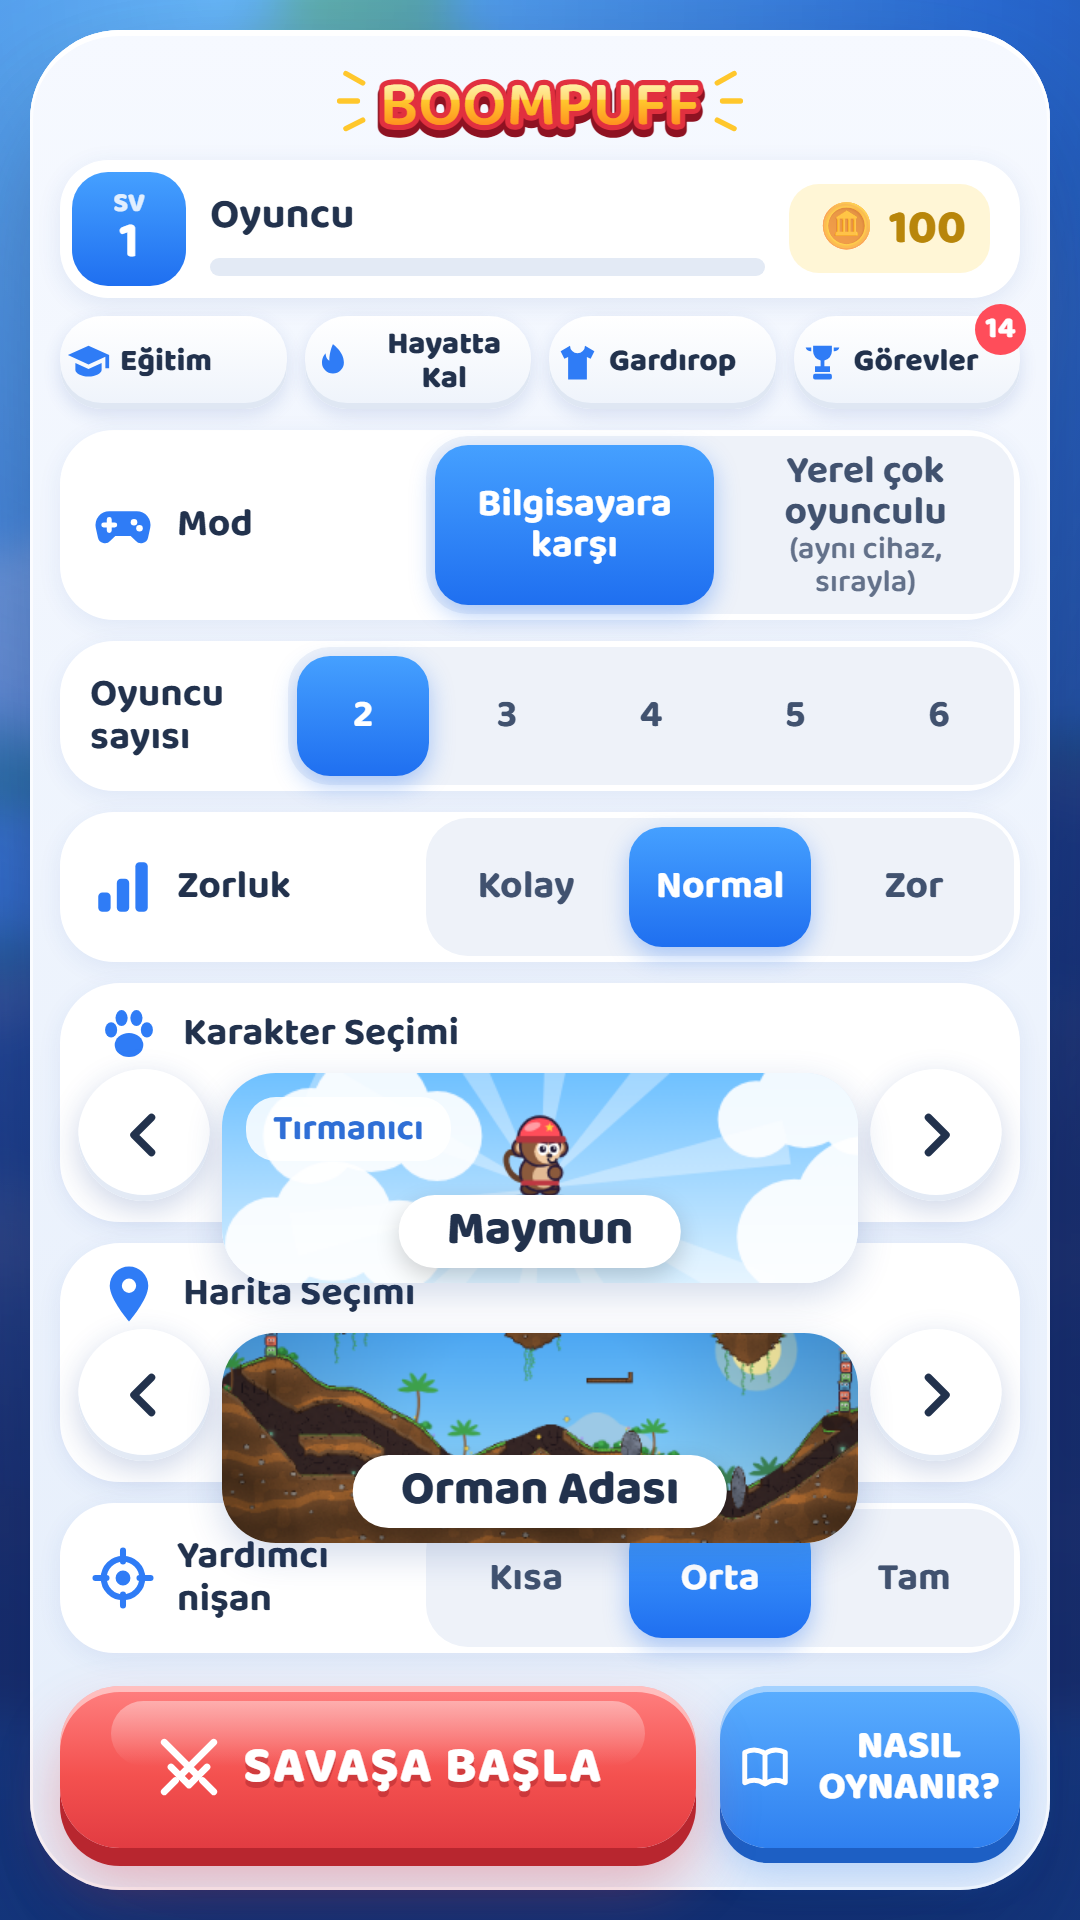 BOOMPUFF
SV
1
Oyuncu
100
Eğitim
Hayatta
Kal
Gardırop
Görevler
14
Mod
Bilgisayara
karşı
Yerel çok
oyunculu
(aynı cihaz,
sırayla)
Oyuncu
sayısı
2
3
4
5
6
Zorluk
Kolay
Normal
Zor
Karakter Seçimi
Tırmanıcı
Maymun
Harita Seçimi
Orman Adası
Yardımcı
nişan
Kısa
Orta
Tam
SAVAŞA BAŞLA
NASIL
OYNANIR?